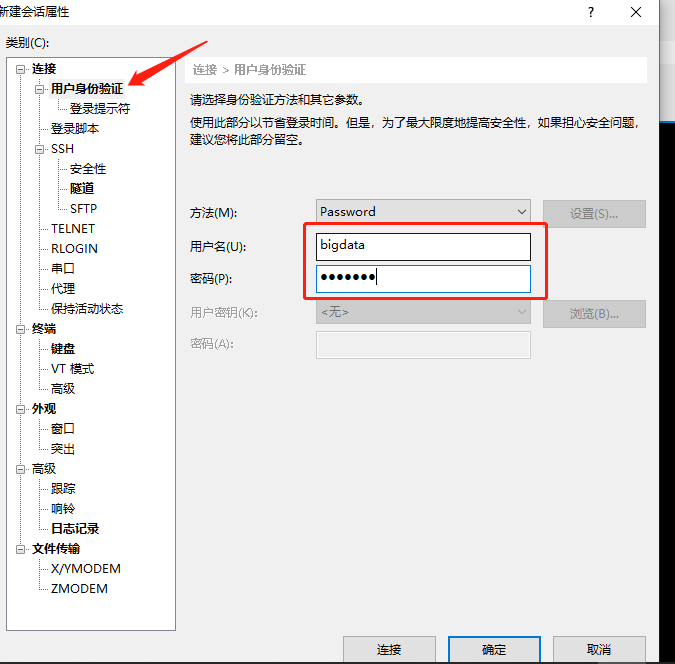 新建会话属性
?
类别(C):
连接
用户身份验证
登录提示符
登录脚本
SSH
安全性
隧道
SFTP
TELNET
RLOGIN
串口
代理
保持活动状态
终端
键盘
VT 模式
高级
外观
窗口
突出
高级
跟踪
响铃
日志记录
文件传输
X/YMODEM
ZMODEM
连接 > 用户身份验证
请选择身份验证方法和其它参数。
使用此部分以节省登录时间。但是，为了最大限度地提高安全性，如果担心安全问题，
建议您将此部分留空。
方法(M):
Password
设置(S)...
用户名(U):
bigdata
密码(P):
●●●●●●●
用户密钥(K):
<无>
浏览(B)...
密码(A):
连接
确定
取消